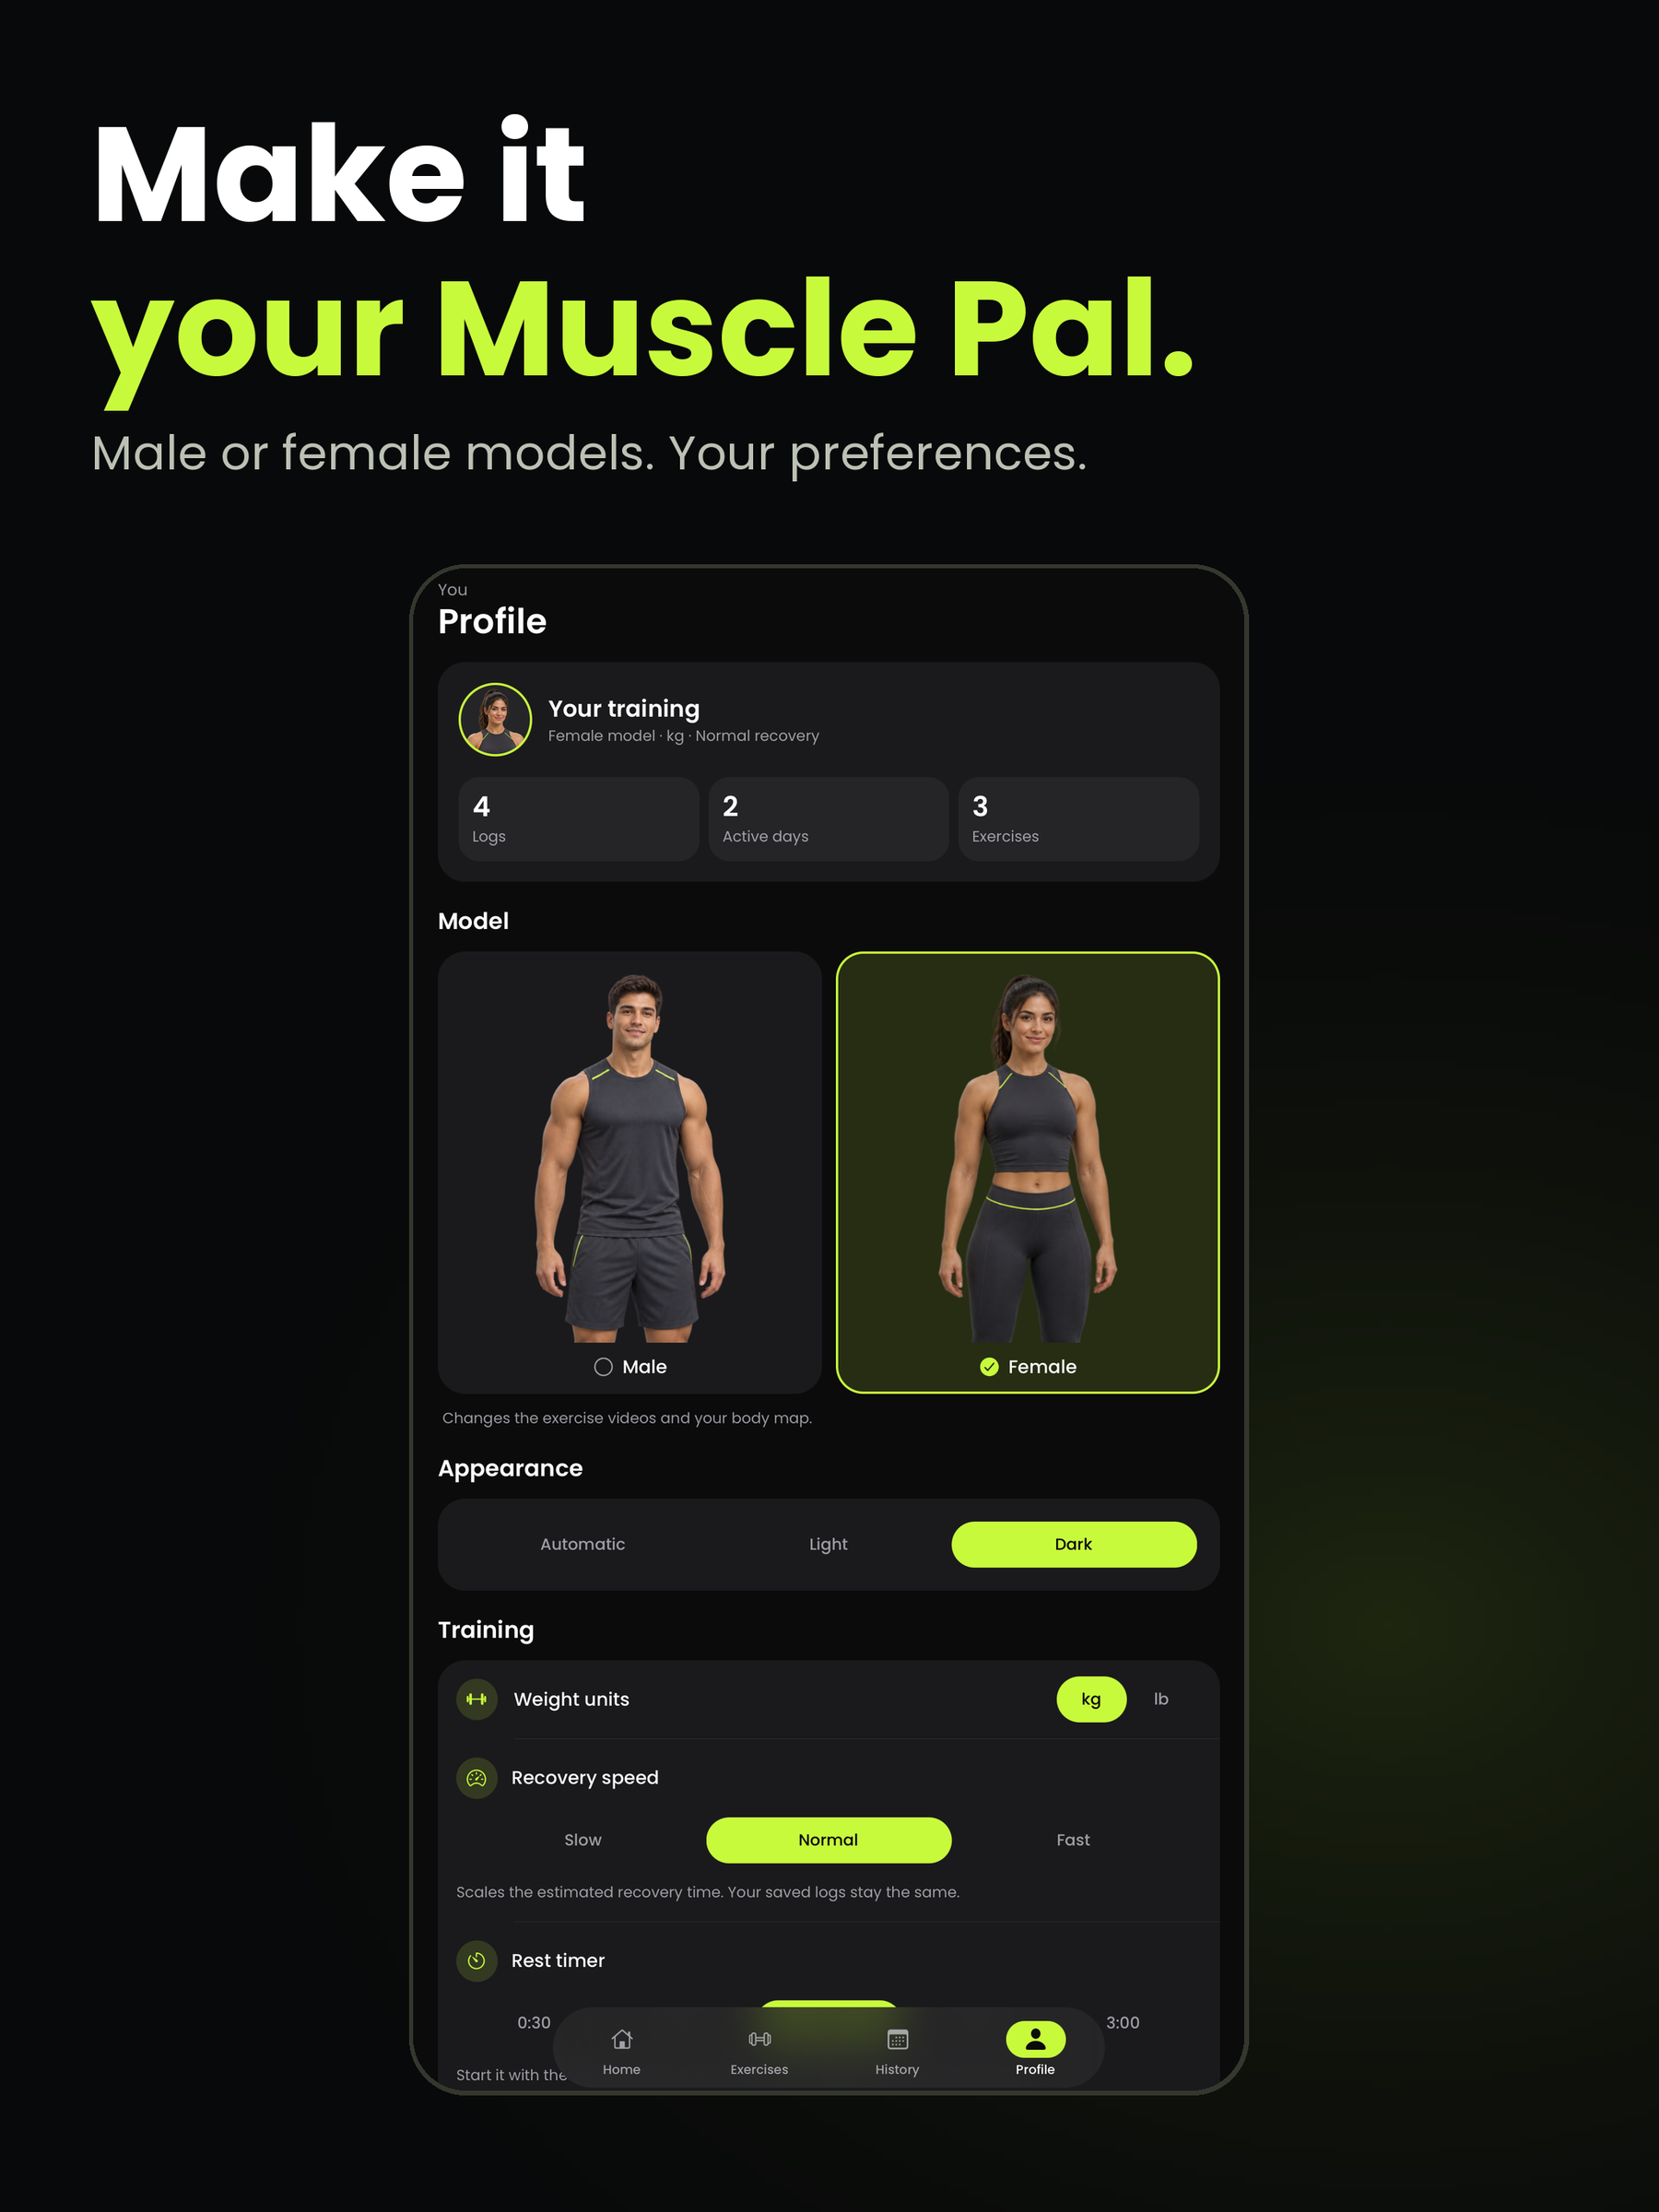 Make it
your Muscle Pal.
Male or female models. Your preferences.
You
Profile
Your training
Female model · kg · Normal recovery
4
Logs
2
Active days
3
Exercises
Model
Male
Female
Changes the exercise videos and your body map.
Appearance
Automatic Light Dark
Training
Weight units kg lb
Recovery speed
Slow Normal Fast
Scales the estimated recovery time. Your saved logs stay the same.
Rest timer
0:30 3:00
Start it with the
Home Exercises History Profile